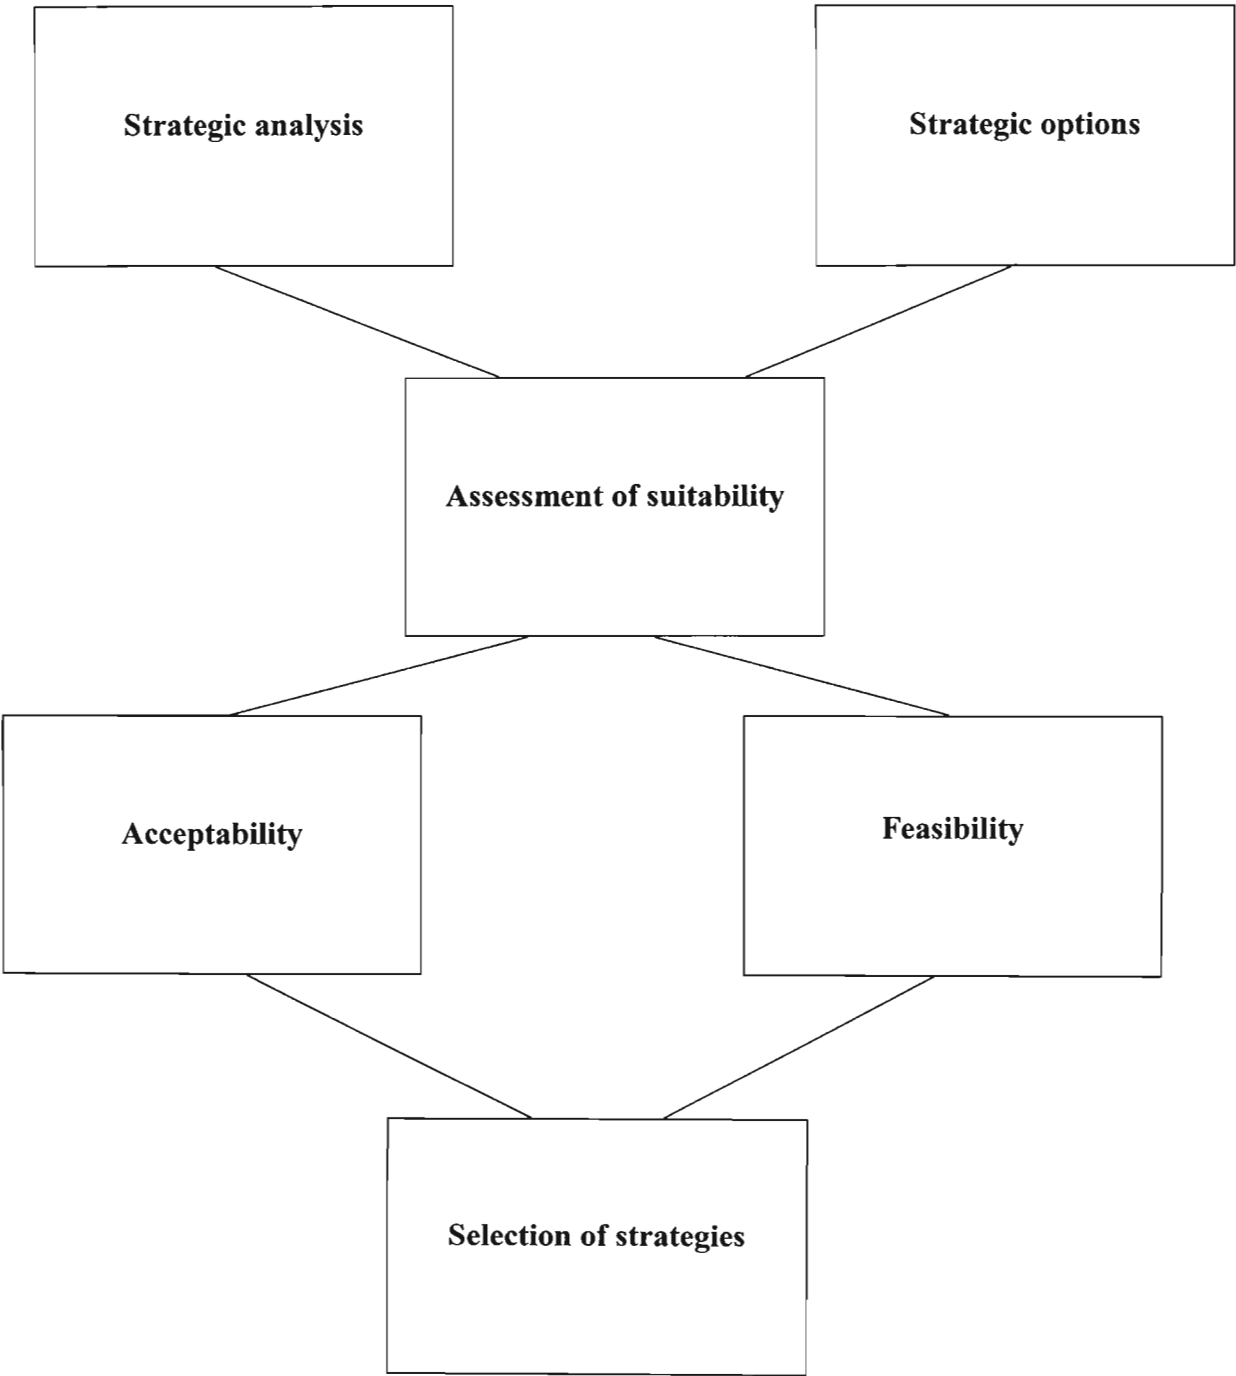 Strategic analysis
Strategic options
Assessment of suitability
Acceptability
Feasibility
Selection of strategies